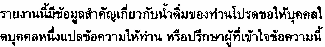 รายงานนี้มีข้อมูลสำคัญเกี่ยวกับน้ำดื่มของท่านโปรดขอให้บุคคลใ
ดบุคคลหนึ่งแปลข้อความให้ท่าน หรือปรึกษาผู้ที่เข้าใจข้อความนี้